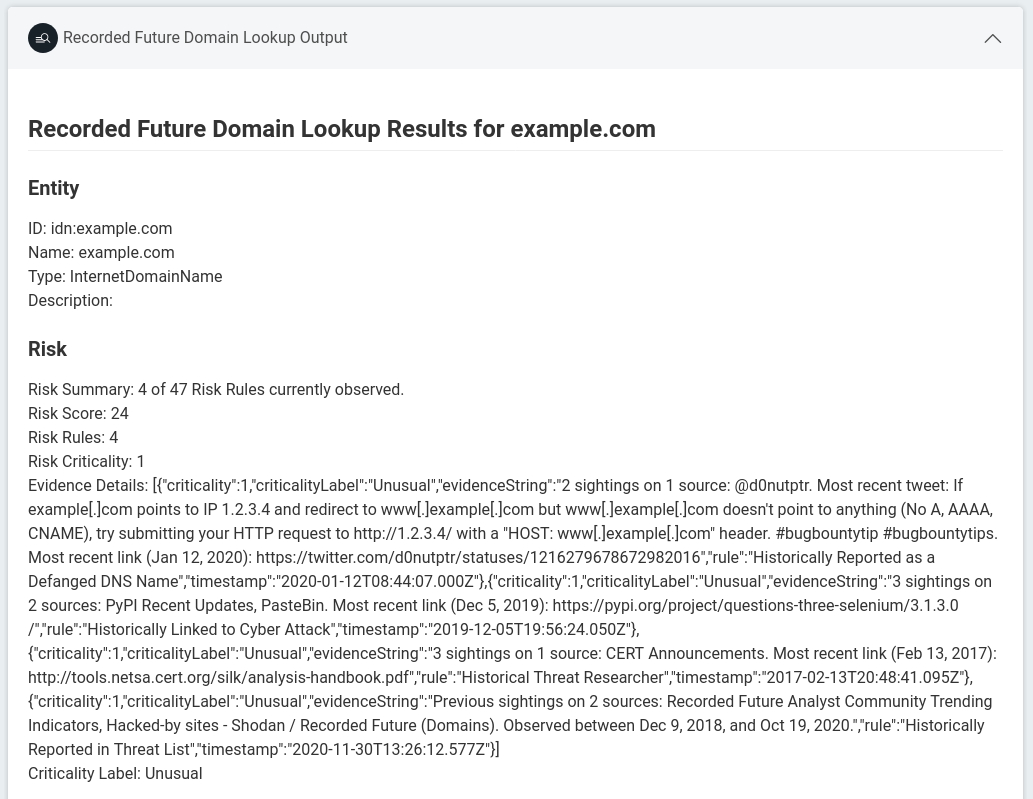 Recorded Future Domain Lookup Output
Recorded Future Domain Lookup Results for example.com
Entity
ID: idn:example.com
Name: example.com
Type: InternetDomainName
Description:
Risk
Risk Summary: 4 of 47 Risk Rules currently observed.
Risk Score: 24
Risk Rules: 4
Risk Criticality: 1
Evidence Details: [{"criticality":1,"criticalityLabel":"Unusual","evidenceString":"2 sightings on 1 source: @d0nutptr. Most recent tweet: If
example[.]com points to IP 1.2.3.4 and redirect to www[.]example[.]com but www[.]example[.]com doesn't point to anything (No A, AAAA,
CNAME), try submitting your HTTP request to http://1.2.3.4/ with a "HOST: www[.]example[.]com" header. #bugbountytip #bugbountytips.
Most recent link (Jan 12, 2020): https://twitter.com/d0nutptr/statuses/1216279678672982016","rule":"Historically Reported as a
Defanged DNS Name","timestamp":"2020-01-12T08:44:07.000Z"},{"criticality":1,"criticalityLabel":"Unusual","evidenceString":"3 sightings on
2 sources: PyPI Recent Updates, PasteBin. Most recent link (Dec 5, 2019): https://pypi.org/project/questions-three-selenium/3.1.3.0
/","rule":"Historically Linked to Cyber Attack","timestamp":"2019-12-05T19:56:24.050Z"},
{"criticality":1,"criticalityLabel":"Unusual","evidenceString":"3 sightings on 1 source: CERT Announcements. Most recent link (Feb 13, 2017):
http://tools.netsa.cert.org/silk/analysis-handbook.pdf","rule":"Historical Threat Researcher","timestamp":"2017-02-13T20:48:41.095Z"},
{"criticality":1,"criticalityLabel":"Unusual","evidenceString":"Previous sightings on 2 sources: Recorded Future Analyst Community Trending
Indicators, Hacked-by sites - Shodan / Recorded Future (Domains). Observed between Dec 9, 2018, and Oct 19, 2020.","rule":"Historically
Reported in Threat List","timestamp":"2020-11-30T13:26:12.577Z"}]
Criticality Label: Unusual